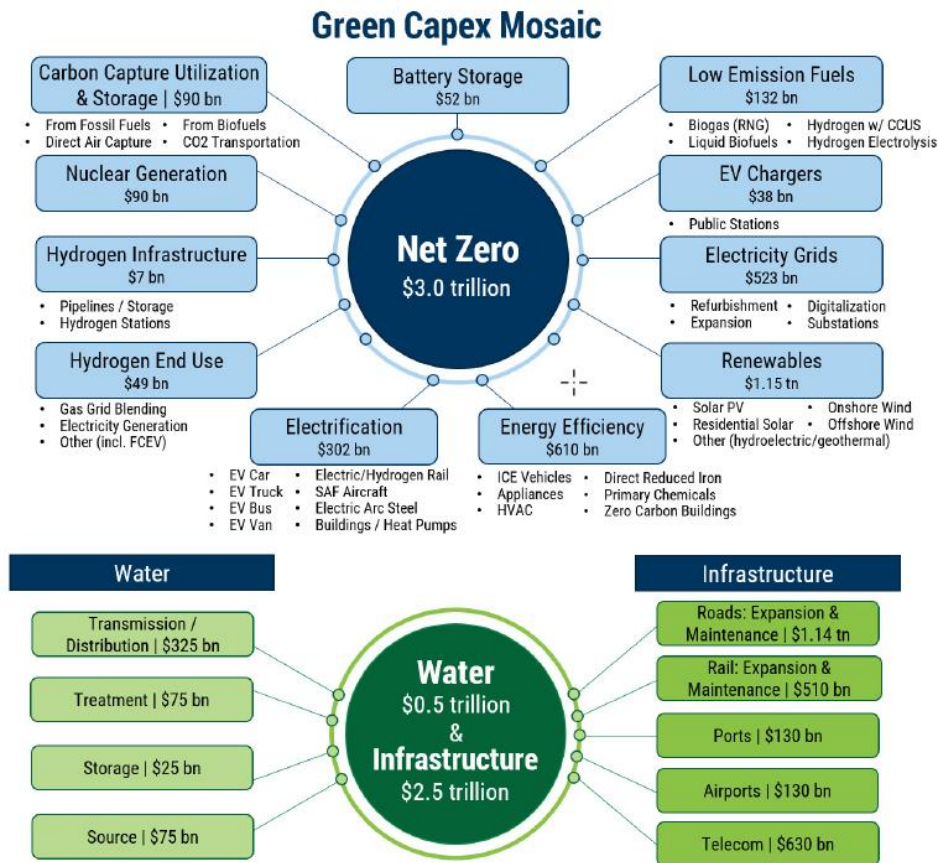 Green Capex Mosaic
Carbon Capture Utilization
& Storage | $90 bn
• From Fossil Fuels • From Biofuels
• Direct Air Capture • CO2 Transportation
Battery Storage
$52 bn
Low Emission Fuels
$132 bn
• Biogas (RNG) • Hydrogen w/ CCUS
• Liquid Biofuels • Hydrogen Electrolysis
Nuclear Generation
$90 bn
EV Chargers
$38 bn
• Public Stations
Net Zero
$3.0 trillion
Hydrogen Infrastructure
$7 bn
• Pipelines / Storage
• Hydrogen Stations
Electricity Grids
$523 bn
• Refurbishment • Digitalization
• Expansion • Substations
Hydrogen End Use
$49 bn
• Gas Grid Blending
• Electricity Generation
• Other (incl. FCEV)
Renewables
$1.15 tn
• Solar PV • Onshore Wind
• Residential Solar • Offshore Wind
• Other (hydroelectric/geothermal)
Electrification
$302 bn
• EV Car • Electric/Hydrogen Rail
• EV Truck • SAF Aircraft
• EV Bus • Electric Arc Steel
• EV Van • Buildings / Heat Pumps
Energy Efficiency
$610 bn
• ICE Vehicles • Direct Reduced Iron
• Appliances • Primary Chemicals
• HVAC • Zero Carbon Buildings
Water
Transmission /
Distribution | $325 bn
Treatment | $75 bn
Storage | $25 bn
Source | $75 bn
Water
$0.5 trillion
&
Infrastructure
$2.5 trillion
Infrastructure
Roads: Expansion &
Maintenance | $1.14 tn
Rail: Expansion &
Maintenance | $510 bn
Ports | $130 bn
Airports | $130 bn
Telecom | $630 bn